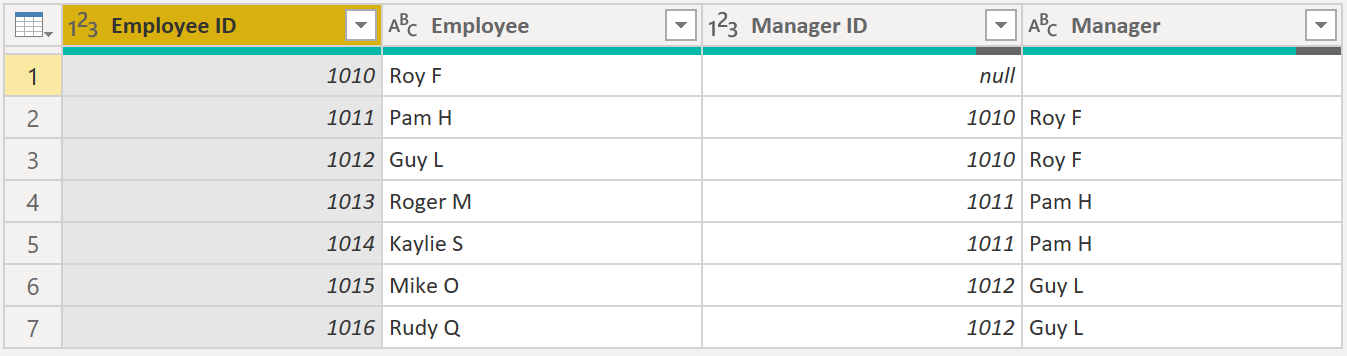 123 Employee ID ABC Employee 123 Manager ID ABC Manager
1 1010 Roy F null
2 1011 Pam H 1010 Roy F
3 1012 Guy L 1010 Roy F
4 1013 Roger M 1011 Pam H
5 1014 Kaylie S 1011 Pam H
6 1015 Mike O 1012 Guy L
7 1016 Rudy Q 1012 Guy L